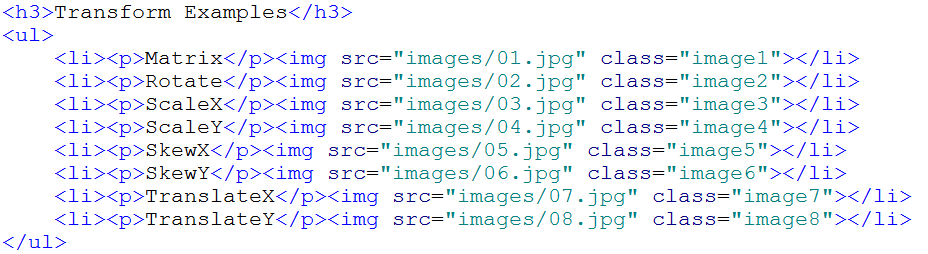 <h3>Transform Examples</h3>
<ul>
    <li><p>Matrix</p><img src="images/01.jpg" class="image1"></li>
    <li><p>Rotate</p><img src="images/02.jpg" class="image2"></li>
    <li><p>ScaleX</p><img src="images/03.jpg" class="image3"></li>
    <li><p>ScaleY</p><img src="images/04.jpg" class="image4"></li>
    <li><p>SkewX</p><img src="images/05.jpg" class="image5"></li>
    <li><p>SkewY</p><img src="images/06.jpg" class="image6"></li>
    <li><p>TranslateX</p><img src="images/07.jpg" class="image7"></li>
    <li><p>TranslateY</p><img src="images/08.jpg" class="image8"></li>
</ul>